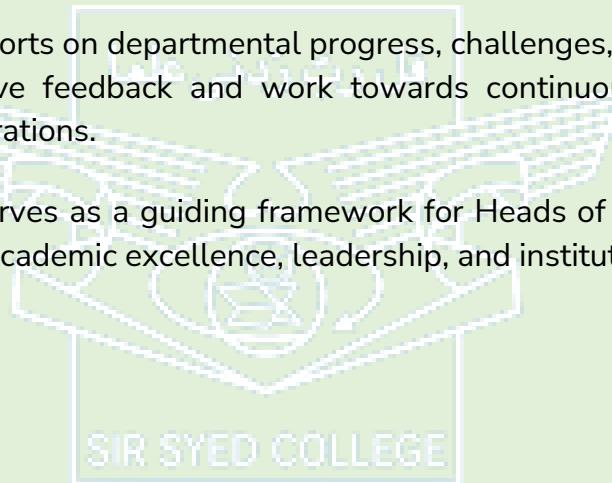 orts on departmental progress, challenges,
ve feedback and work towards continuo
rations.
rves as a guiding framework for Heads of
cademic excellence, leadership, and institut
SIR SYED COLLEGE